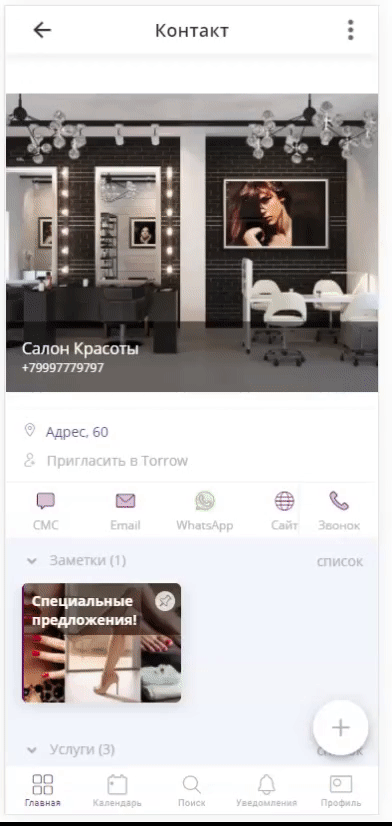 Контакт
Салон Красоты
+79997779797
Адрес, 60
Пригласить в Torrow
СМС
Email
WhatsApp
Сайт
Звонок
Заметки (1)
список
Специальные
предложения!
Услуги (3)
список
Главная
Календарь
Поиск
Уведомления
Профиль